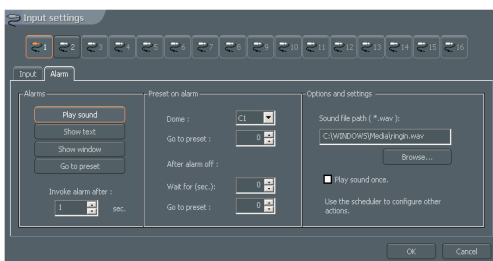 Input settings
1 2 3 4 5 6 7 8 9 10 11 12 13 14 15 16
Input Alarm
Alarms
Play sound
Show text
Show window
Go to preset
Invoke alarm after :
1 sec.
Preset on alarm
Dome : C1
Go to preset : 0
After alarm off :
Wait for (sec.): 0
Go to preset : 0
Options and settings
Sound file path ( *.wav ):
C:\WINDOWS\Media\ringin.wav
Browse...
Play sound once.
Use the scheduler to configure other
actions.
OK Cancel